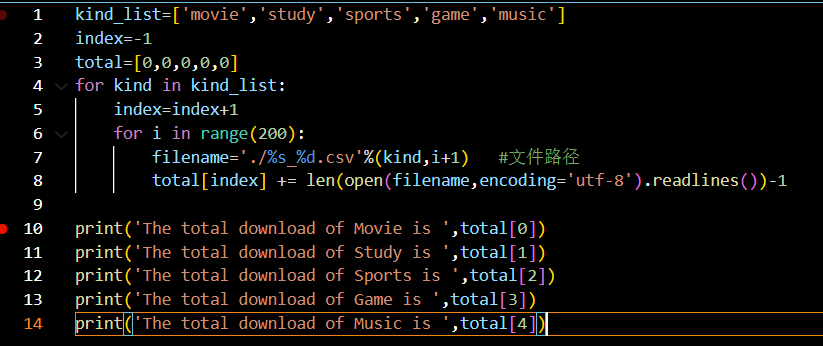 1 kind_list=['movie','study','sports','game','music']
2 index=-1
3 total=[0,0,0,0,0]
4 for kind in kind_list:
5     index=index+1
6     for i in range(200):
7         filename='./%s_%d.csv'%(kind,i+1)   #文件路径
8         total[index] += len(open(filename,encoding='utf-8').readlines())-1
9
10 print('The total download of Movie is ',total[0])
11 print('The total download of Study is ',total[1])
12 print('The total download of Sports is ',total[2])
13 print('The total download of Game is ',total[3])
14 print('The total download of Music is ',total[4])